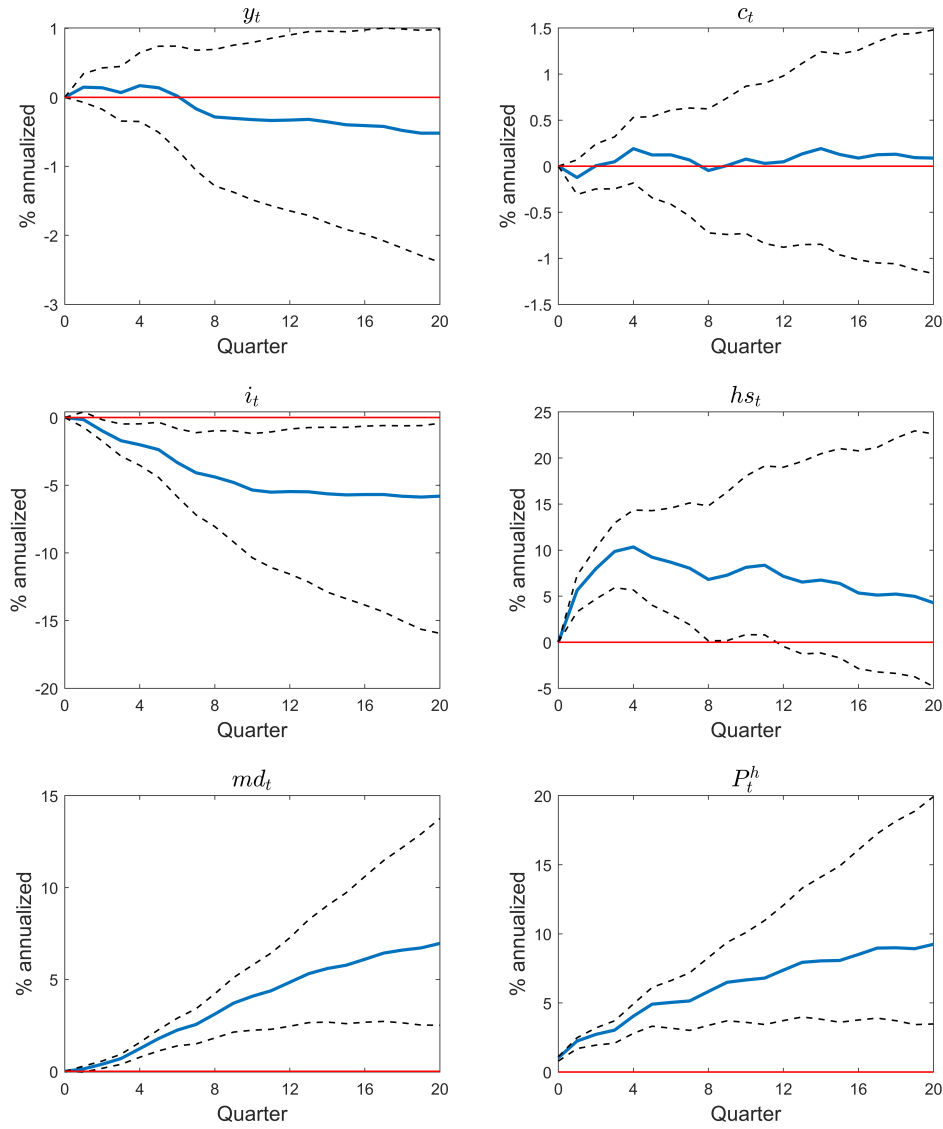 y_t
c_t
1
0
-1
-2
-3
% annualized
0 4 8 12 16 20
Quarter
1.5
1
0.5
0
-0.5
-1
-1.5
% annualized
0 4 8 12 16 20
Quarter
i_t
hs_t
0
-5
-10
-15
-20
% annualized
0 4 8 12 16 20
Quarter
25
20
15
10
5
0
-5
% annualized
0 4 8 12 16 20
Quarter
md_t
P_t^h
15
10
5
0
% annualized
0 4 8 12 16 20
Quarter
20
15
10
5
0
% annualized
0 4 8 12 16 20
Quarter